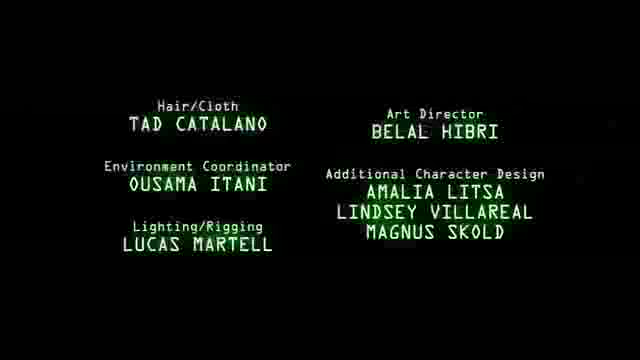 Hair/Cloth
TAD CATALANO
Environment Coordinator
OUSAMA ITANI
Lighting/Rigging
LUCAS MARTELL
Art Director
BELAL HIBRI
Additional Character Design
AMALIA LITSA
LINDSEY VILLAREAL
MAGNUS SKOLD